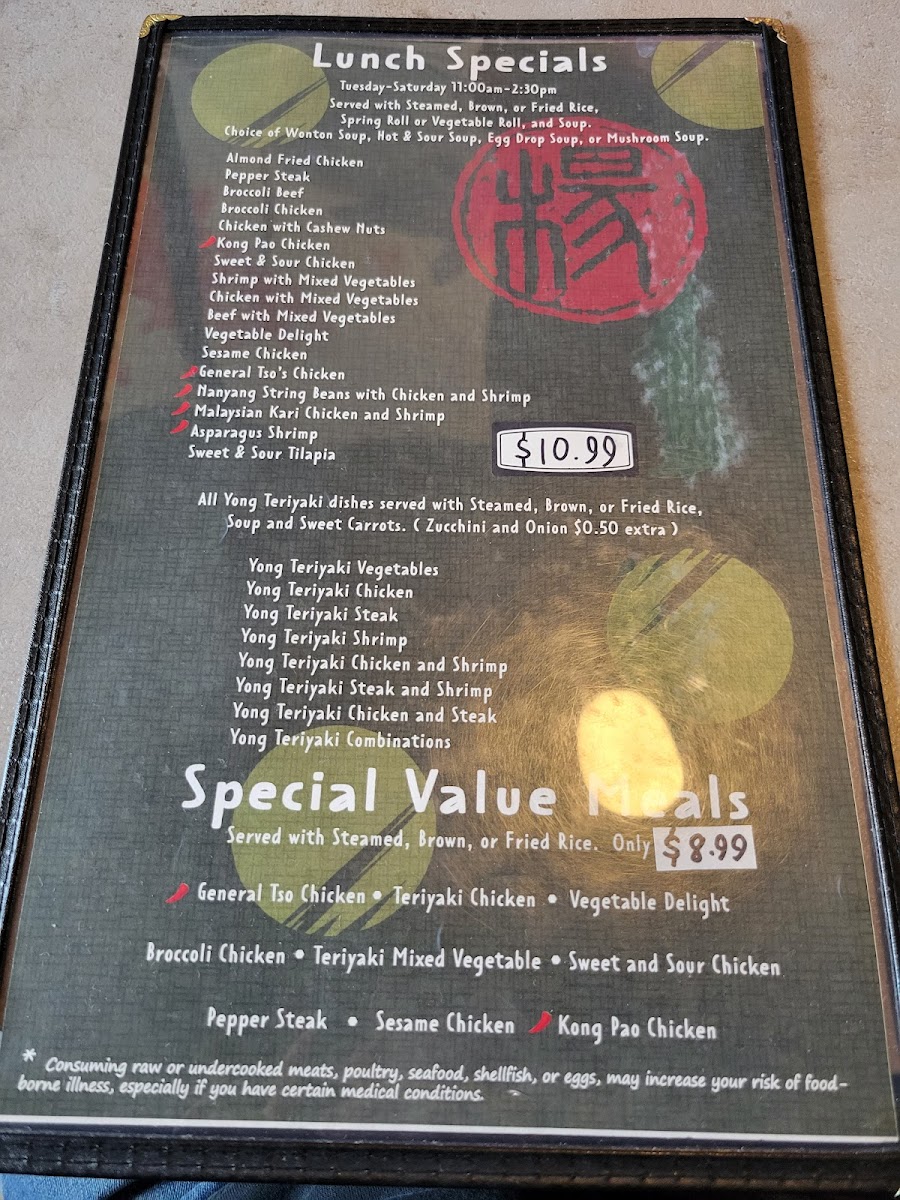 Lunch Specials
Tuesday-Saturday 11:00am-2:30pm
Served with Steamed, Brown, or Fried Rice,
Spring Roll or Vegetable Roll, and Soup.
Choice of Wonton Soup, Hot & Sour Soup, Egg Drop Soup, or Mushroom Soup.
Almond Fried Chicken
Pepper Steak
Broccoli Beef
Broccoli Chicken
Chicken with Cashew Nuts
Kong Pao Chicken
Sweet & Sour Chicken
Shrimp with Mixed Vegetables
Chicken with Mixed Vegetables
Beef with Mixed Vegetables
Vegetable Delight
Sesame Chicken
General Tso's Chicken
Nanyang String Beans with Chicken and Shrimp
Malaysian Kari Chicken and Shrimp
Asparagus Shrimp
Sweet & Sour Tilapia
楊
$10.99
All Yong Teriyaki dishes served with Steamed, Brown, or Fried Rice,
Soup and Sweet Carrots. ( Zucchini and Onion $0.50 extra )
Yong Teriyaki Vegetables
Yong Teriyaki Chicken
Yong Teriyaki Steak
Yong Teriyaki Shrimp
Yong Teriyaki Chicken and Shrimp
Yong Teriyaki Steak and Shrimp
Yong Teriyaki Chicken and Steak
Yong Teriyaki Combinations
Special Value Meals
Served with Steamed, Brown, or Fried Rice. Only $8.99
General Tso Chicken • Teriyaki Chicken • Vegetable Delight
Broccoli Chicken • Teriyaki Mixed Vegetable • Sweet and Sour Chicken
Pepper Steak • Sesame Chicken Kong Pao Chicken
* Consuming raw or undercooked meats, poultry, seafood, shellfish, or eggs, may increase your risk of food-
borne illness, especially if you have certain medical conditions.